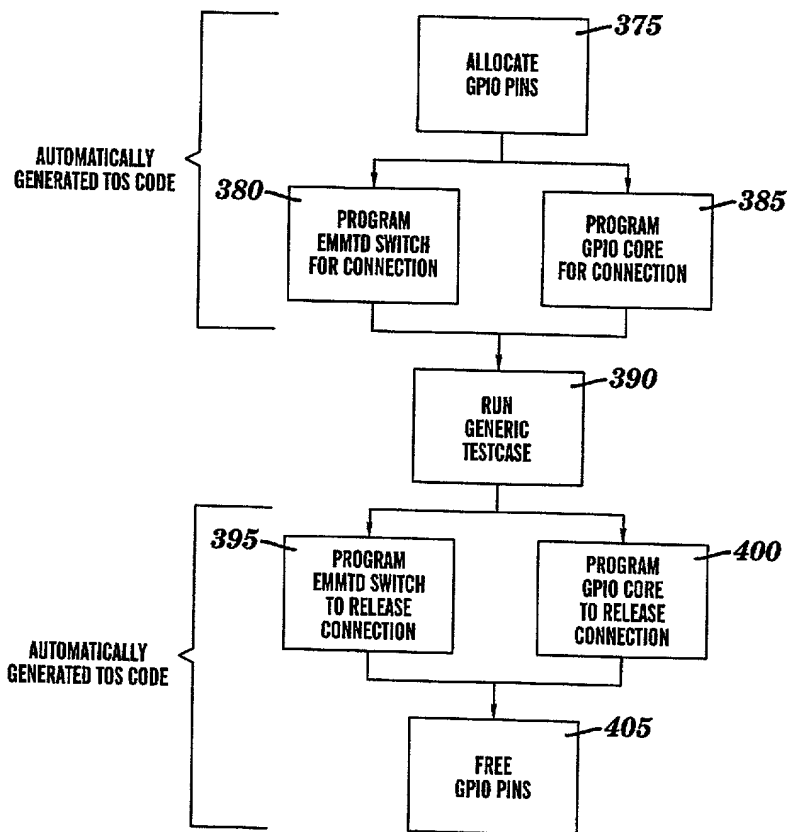 375
ALLOCATE
GPIO PINS
AUTOMATICALLY
GENERATED TOS CODE
380
PROGRAM
EMMTD SWITCH
FOR CONNECTION
385
PROGRAM
GPIO CORE
FOR CONNECTION
390
RUN
GENERIC
TESTCASE
395
PROGRAM
EMMTD SWITCH
TO RELEASE
CONNECTION
400
PROGRAM
GPIO CORE
TO RELEASE
CONNECTION
AUTOMATICALLY
GENERATED TOS CODE
405
FREE
GPIO PINS